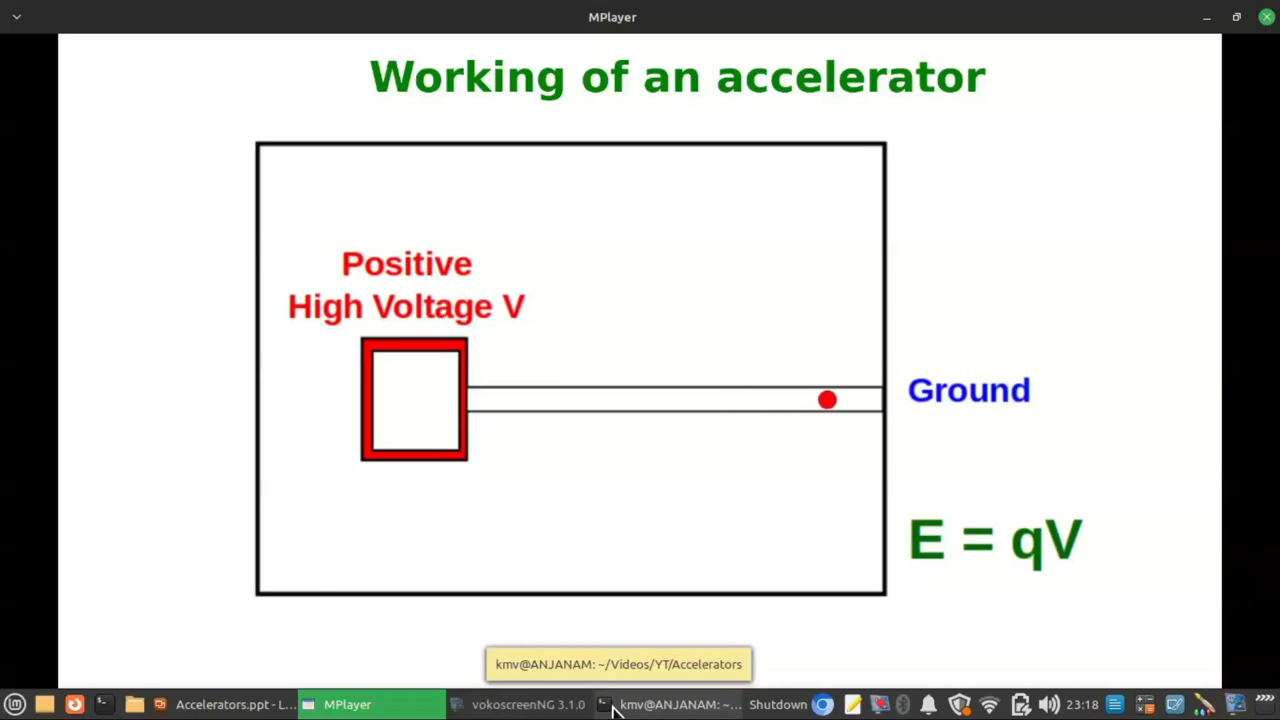 MPlayer
Working of an accelerator
Positive
High Voltage V
Ground
E = qV
kmv@ANJANAM: ~/Videos/YT/Accelerators
Accelerators.ppt - L... MPlayer vokoscreenNG 3.1.0 kmv@ANJANAM: ~... Shutdown 23:18